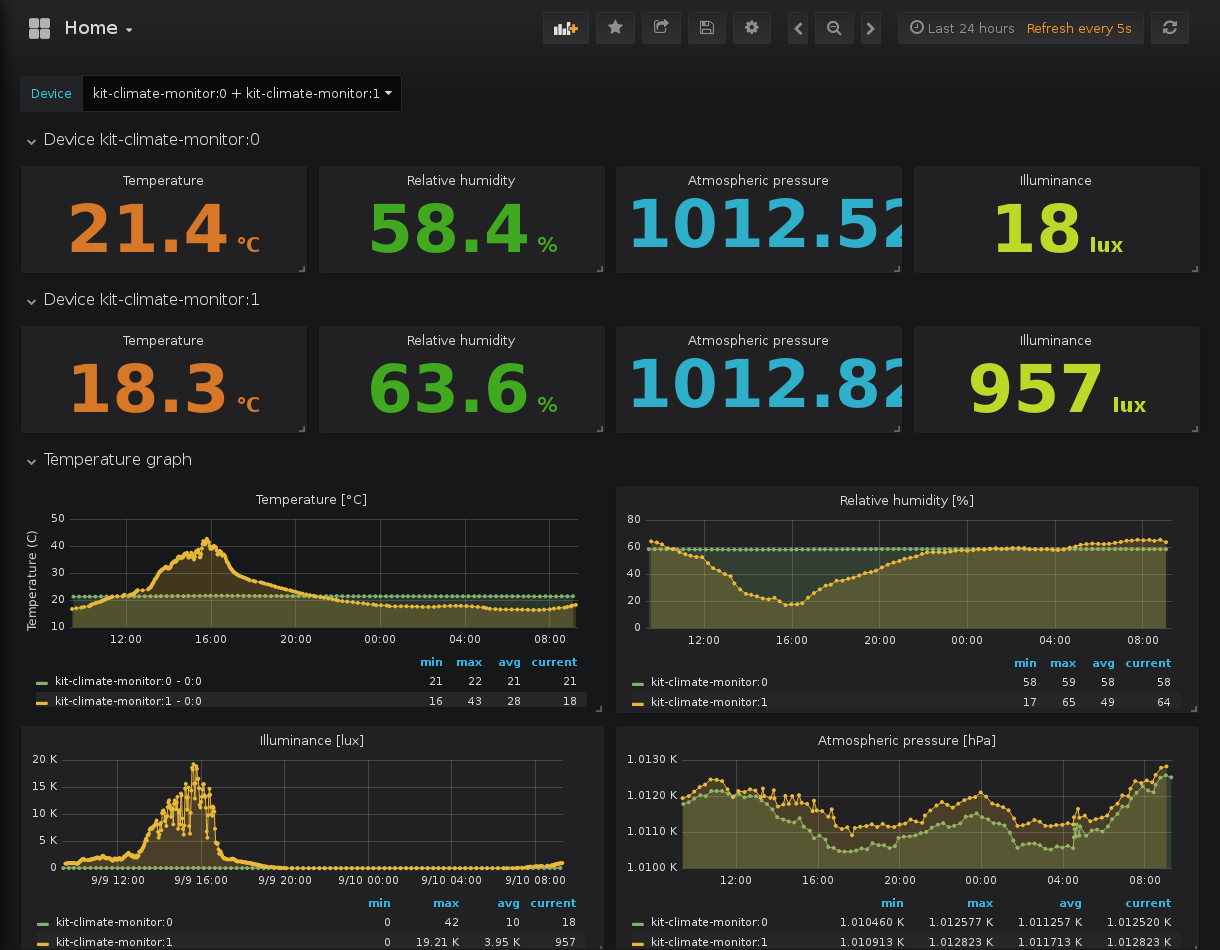 Home
Last 24 hours Refresh every 5s
Device kit-climate-monitor:0 + kit-climate-monitor:1
Device kit-climate-monitor:0
Temperature Relative humidity Atmospheric pressure Illuminance
21.4 °C 58.4 % 1012.52 18 lux
Device kit-climate-monitor:1
Temperature Relative humidity Atmospheric pressure Illuminance
18.3 °C 63.6 % 1012.82 957 lux
Temperature graph
Temperature [°C]
Temperature (C)
50
40
30
20
10
12:00 16:00 20:00 00:00 04:00 08:00
min max avg current
kit-climate-monitor:0 - 0:0 21 22 21 21
kit-climate-monitor:1 - 0:0 16 43 28 18
Relative humidity [%]
80
60
40
20
0
12:00 16:00 20:00 00:00 04:00 08:00
min max avg current
kit-climate-monitor:0 58 59 58 58
kit-climate-monitor:1 17 65 49 64
Illuminance [lux]
20 K
15 K
10 K
5 K
0
9/9 12:00 9/9 16:00 9/9 20:00 9/10 00:00 9/10 04:00 9/10 08:00
min max avg current
kit-climate-monitor:0 0 42 10 18
kit-climate-monitor:1 0 19.21 K 3.95 K 957
Atmospheric pressure [hPa]
1.0130 K
1.0120 K
1.0110 K
1.0100 K
12:00 16:00 20:00 00:00 04:00 08:00
min max avg current
kit-climate-monitor:0 1.010460 K 1.012577 K 1.011257 K 1.012520 K
kit-climate-monitor:1 1.010913 K 1.012823 K 1.011713 K 1.012823 K